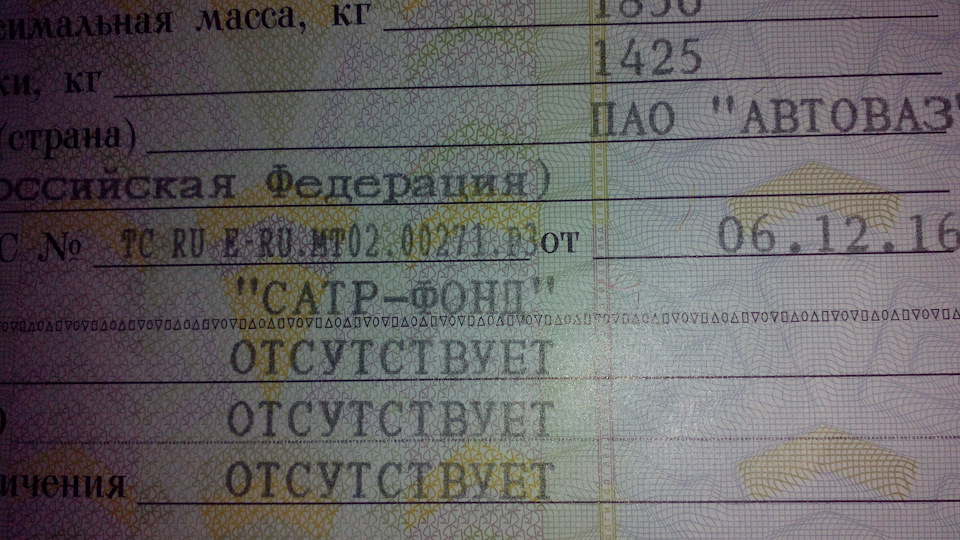 симальная масса, кг
1425
ки, кг
ПАО "АВТОВАЗ"
(страна)
оссийская Федерация)
С № ТС RU E-RU.МТ02.00271.Р3 от 06.12.16
"САТР-ФОНД"
ОТСУТСТВУЕТ
ОТСУТСТВУЕТ
ичения ОТСУТСТВУЕТ